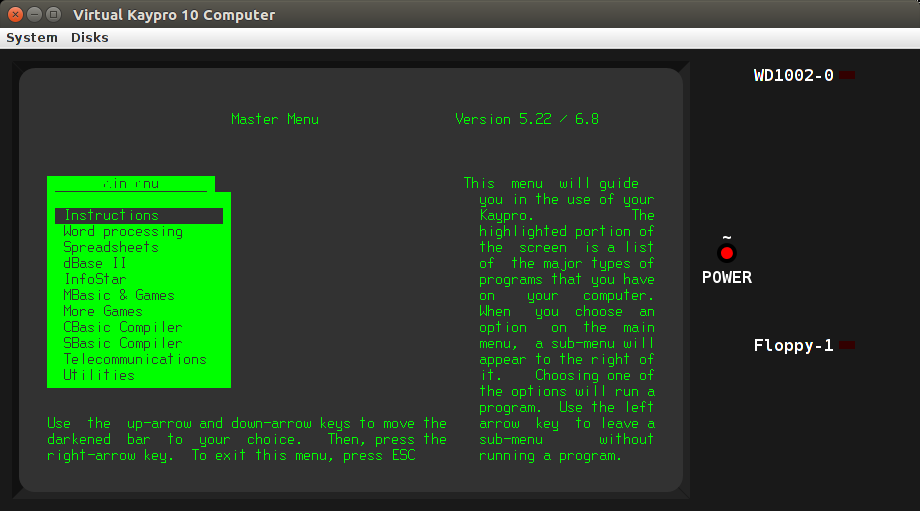 Virtual Kaypro 10 Computer
System Disks
WD1002-0
Master Menu Version 5.22 / 6.8
Instructions
Word processing
Spreadsheets
dBase II
InfoStar
MBasic & Games
More Games
CBasic Compiler
SBasic Compiler
Telecommunications
Utilities
This menu will guide
you in the use of your
Kaypro. The
highlighted portion of
the screen is a list
of the major types of
programs that you have
on your computer.
When you choose an
option on the main
menu, a sub-menu will
appear to the right of
it. Choosing one of
the options will run a
program. Use the left
arrow key to leave a
sub-menu without
running a program.
Use the up-arrow and down-arrow keys to move the
darkened bar to your choice. Then, press the
right-arrow key. To exit this menu, press ESC
~
POWER
Floppy-1